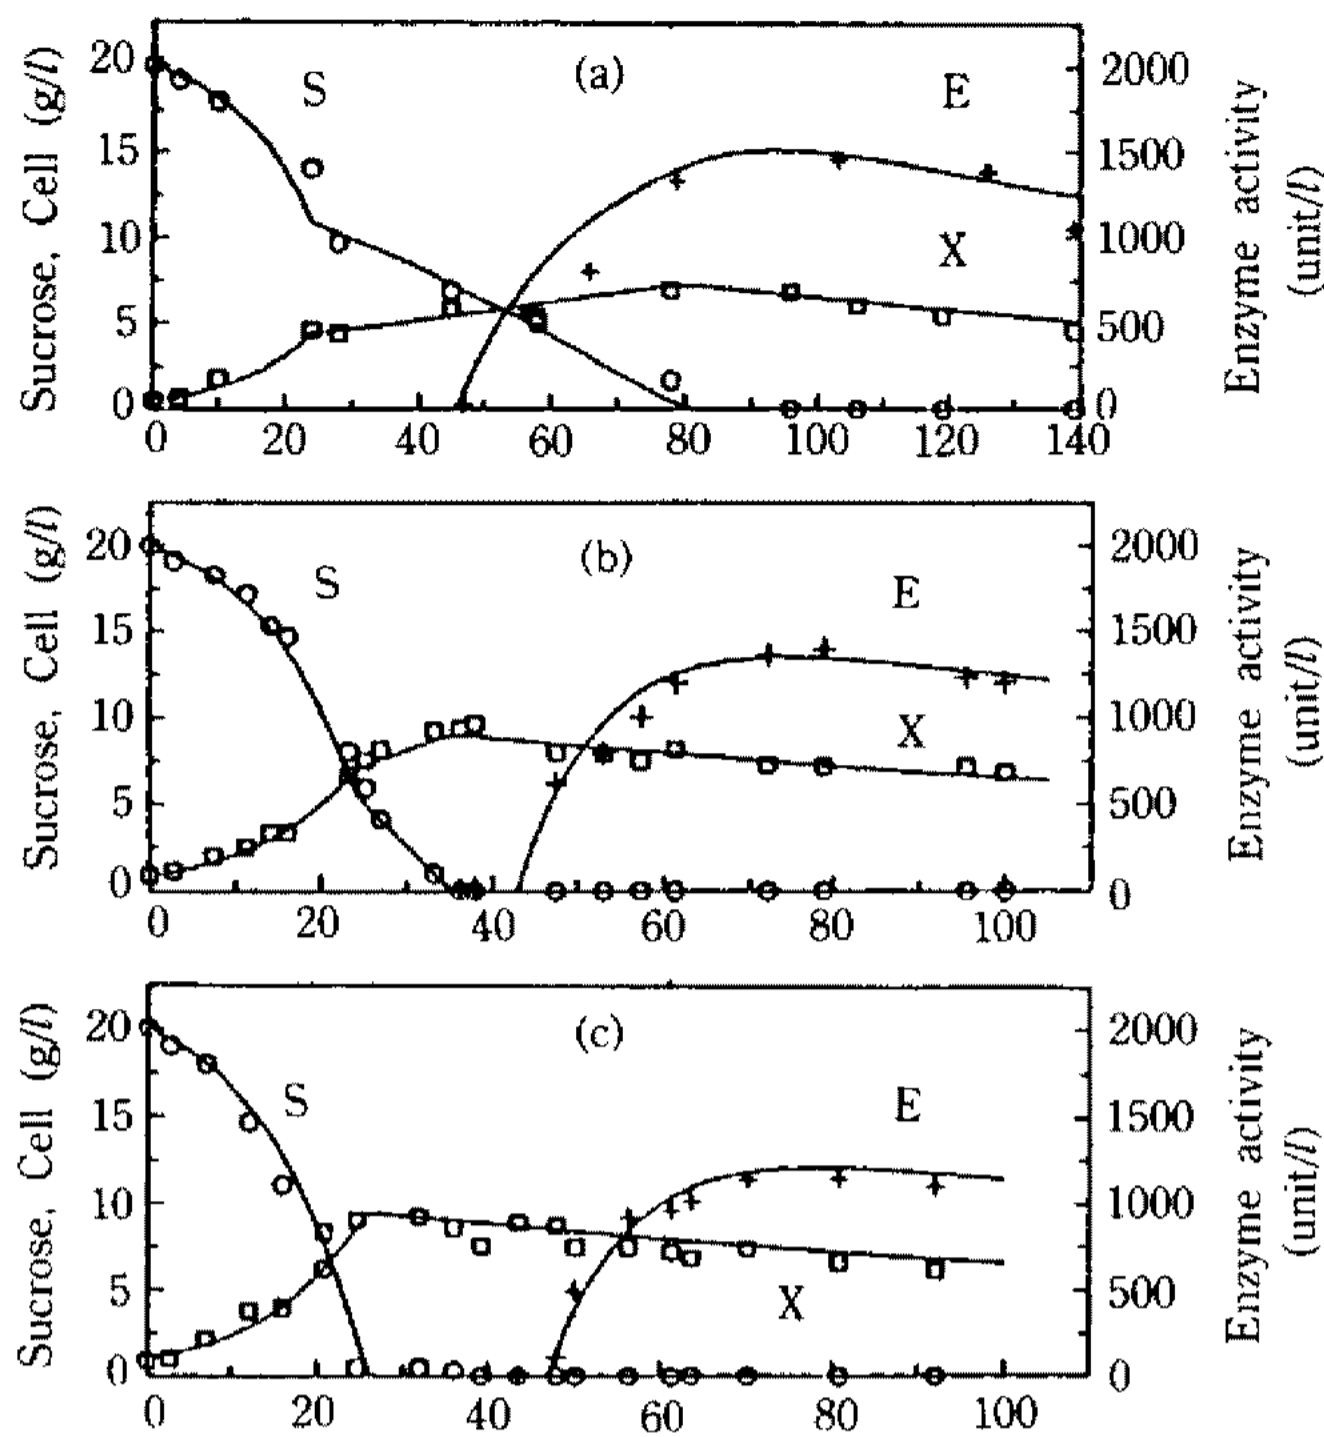 Sucrose, Cell (g/l)
20
15
10
5
0
S
(a)
E
X
2000
1500
1000
500
0
Enzyme activity
(unit/l)
0 20 40 60 80 100 120 140
Sucrose, Cell (g/l)
20
15
10
5
0
S
(b)
E
X
2000
1500
1000
500
0
Enzyme activity
(unit/l)
0 20 40 60 80 100
Sucrose, Cell (g/l)
20
15
10
5
0
S
(c)
E
X
2000
1500
1000
500
0
Enzyme activity
(unit/l)
0 20 40 60 80 100